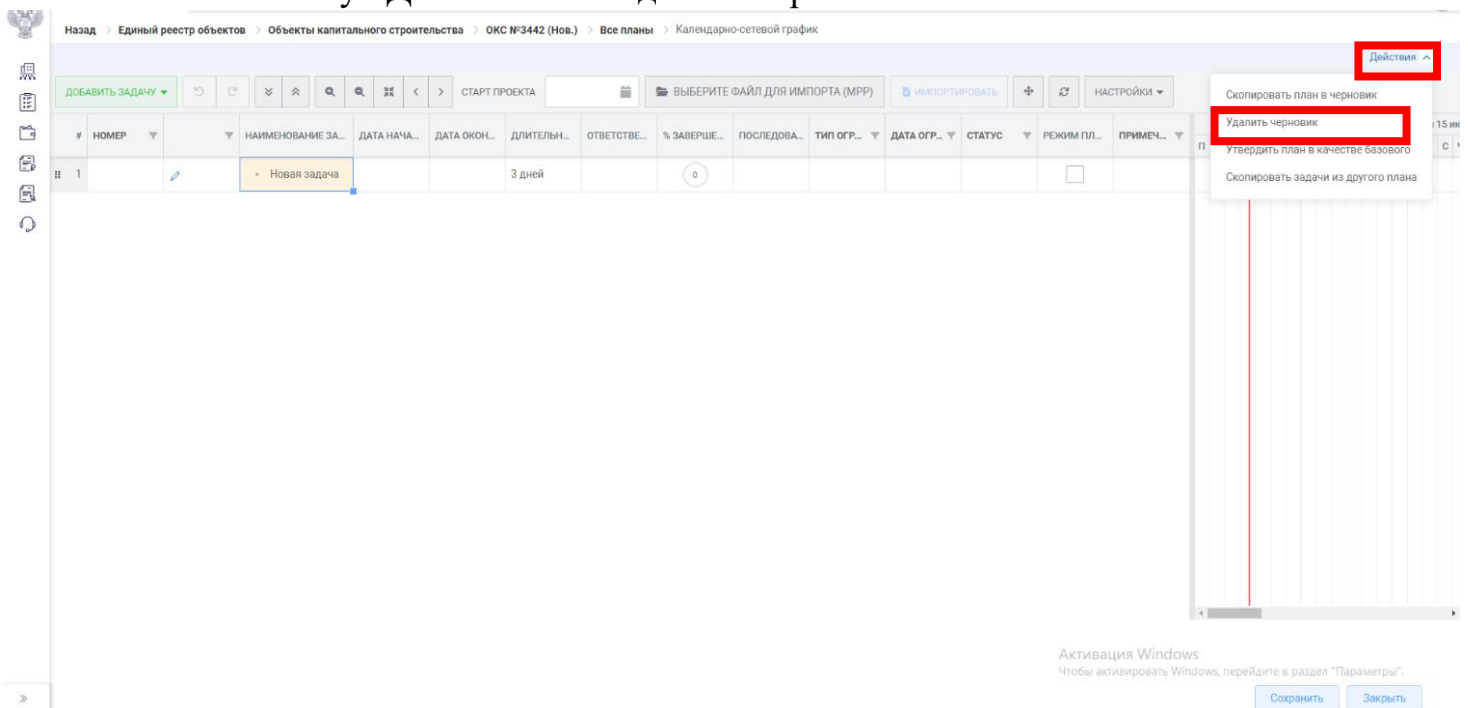 Назад > Единый реестр объектов > Объекты капитального строительства > ОКС №3442 (Нов.) > Все планы > Календарно-сетевой график
Действия
ДОБАВИТЬ ЗАДАЧУ СТАРТ ПРОЕКТА ВЫБЕРИТЕ ФАЙЛ ДЛЯ ИМПОРТА (MPP) ИМПОРТИРОВАТЬ НАСТРОЙКИ
Скопировать план в черновик
Удалить черновик
Утвердить план в качестве базового
Скопировать задачи из другого плана
# НОМЕР НАИМЕНОВАНИЕ ЗА... ДАТА НАЧА... ДАТА ОКОН... ДЛИТЕЛЬН... ОТВЕТСТВЕ... % ЗАВЕРШЕ... ПОСЛЕДОВА... ТИП ОГР... ДАТА ОГР... СТАТУС РЕЖИМ ПЛ... ПРИМЕЧ...
15 ию
П С Ч
1 Новая задача 3 дней 0
Активация Windows
Чтобы активировать Windows, перейдите в раздел "Параметры".
Сохранить Закрыть